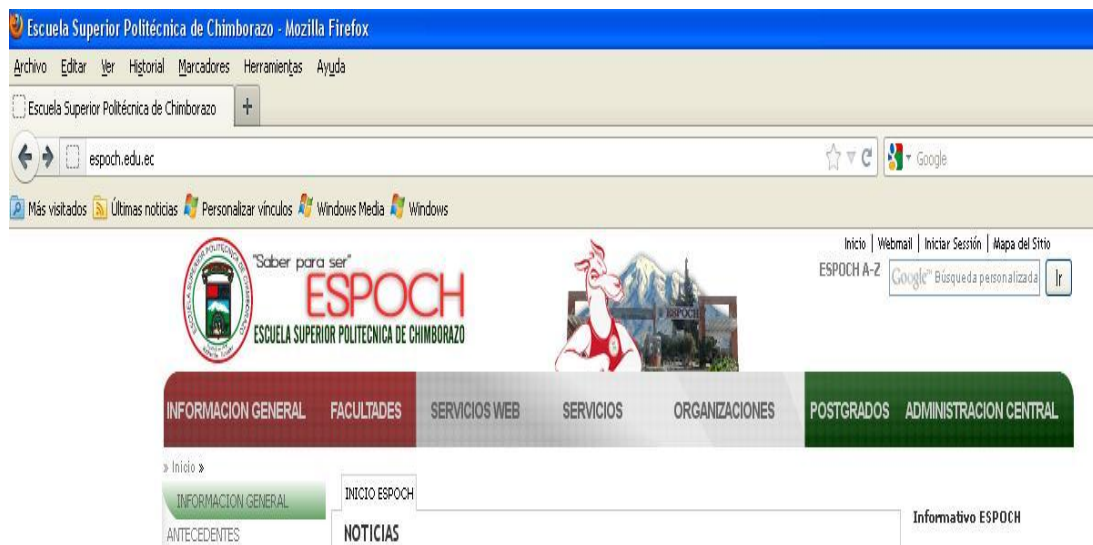 Escuela Superior Politécnica de Chimborazo - Mozilla Firefox
Archivo Editar Ver Historial Marcadores Herramientas Ayuda
Escuela Superior Politécnica de Chimborazo +
espoch.edu.ec Google
Más visitados Últimas noticias Personalizar vínculos Windows Media Windows
Inicio | Webmail | Iniciar Sessión | Mapa del Sitio
"Saber para ser"
ESPOCH
ESCUELA SUPERIOR POLITECNICA DE CHIMBORAZO
ESPOCH
ESPOCH A-Z Google™ Búsqueda personalizada Ir
INFORMACION GENERAL FACULTADES SERVICIOS WEB SERVICIOS ORGANIZACIONES POSTGRADOS ADMINISTRACION CENTRAL
» Inicio »
INFORMACION GENERAL
ANTECEDENTES
INICIO ESPOCH
NOTICIAS
Informativo ESPOCH